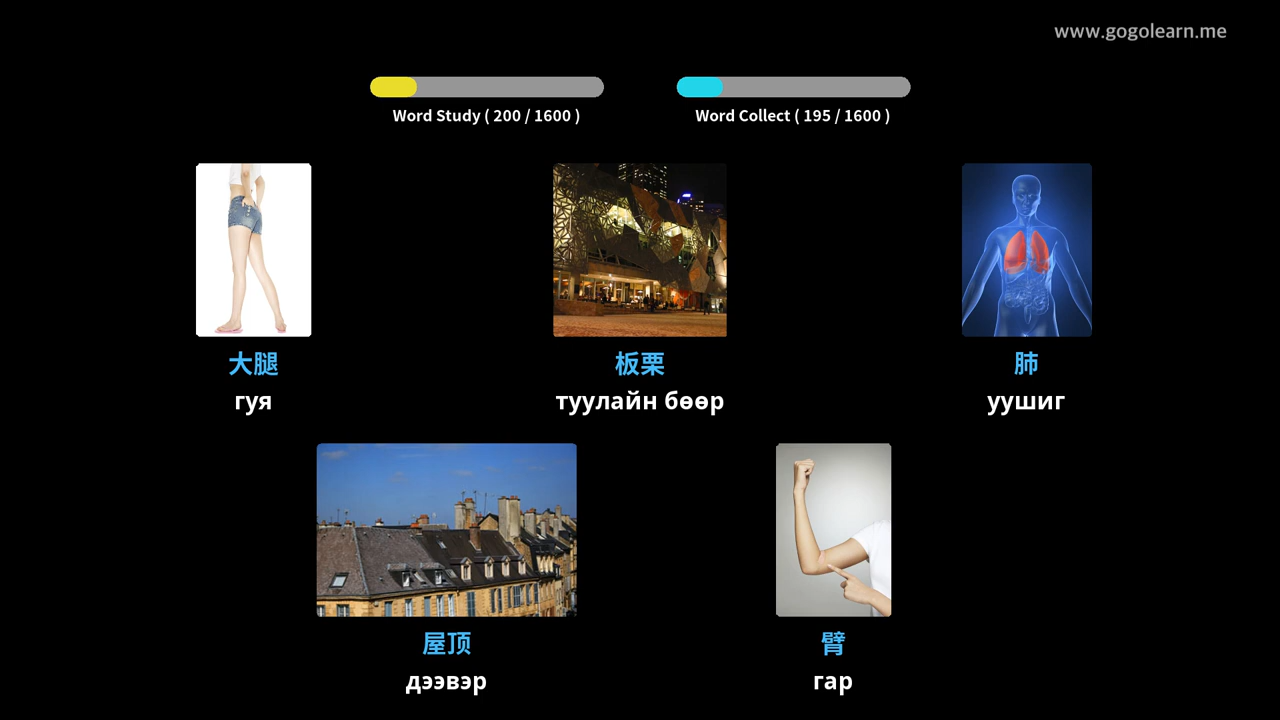 www.gogolearn.me
Word Study ( 200 / 1600 )
Word Collect ( 195 / 1600 )
大腿
гуя
板栗
туулайн бөөр
肺
уушиг
屋顶
дээвэр
臂
гар